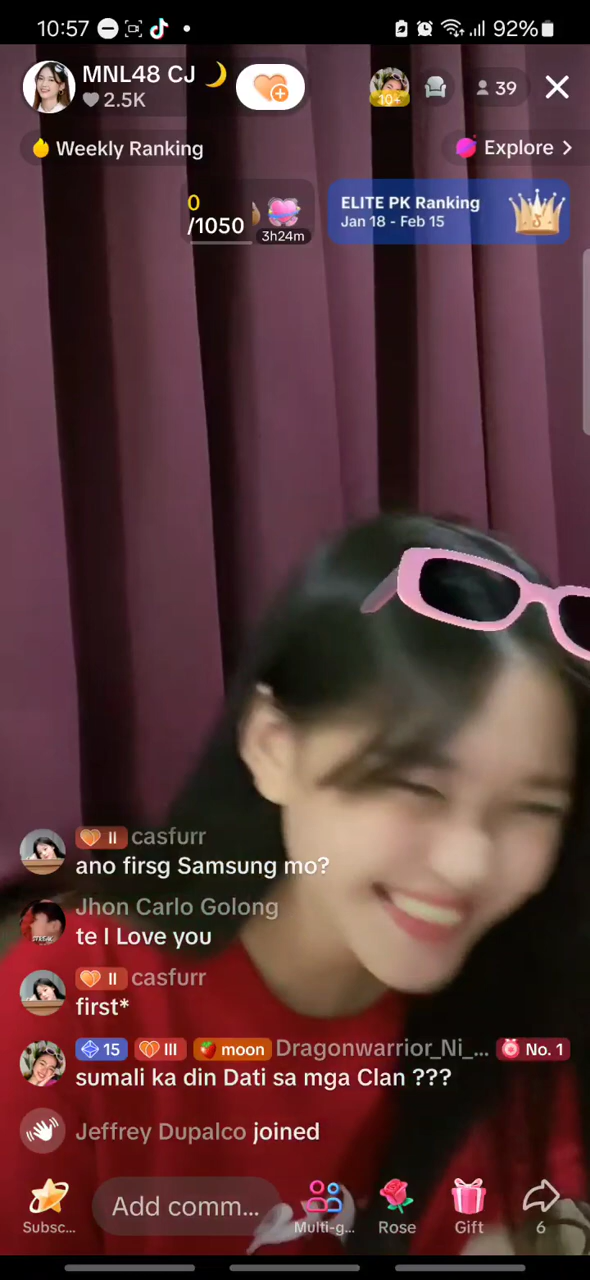 10:57
92%
MNL48 CJ 🌙
2.5K
10+
39
Weekly Ranking
Explore >
0
/1050
3h24m
ELITE PK Ranking
Jan 18 - Feb 15
II casfurr
ano firsg Samsung mo?
Jhon Carlo Golong
te I Love you
II casfurr
first*
15 III moon Dragonwarrior_Ni_... No. 1
sumali ka din Dati sa mga Clan ???
Jeffrey Dupalco joined
Add comm...
Subsc...
Multi-g...
Rose
Gift
6